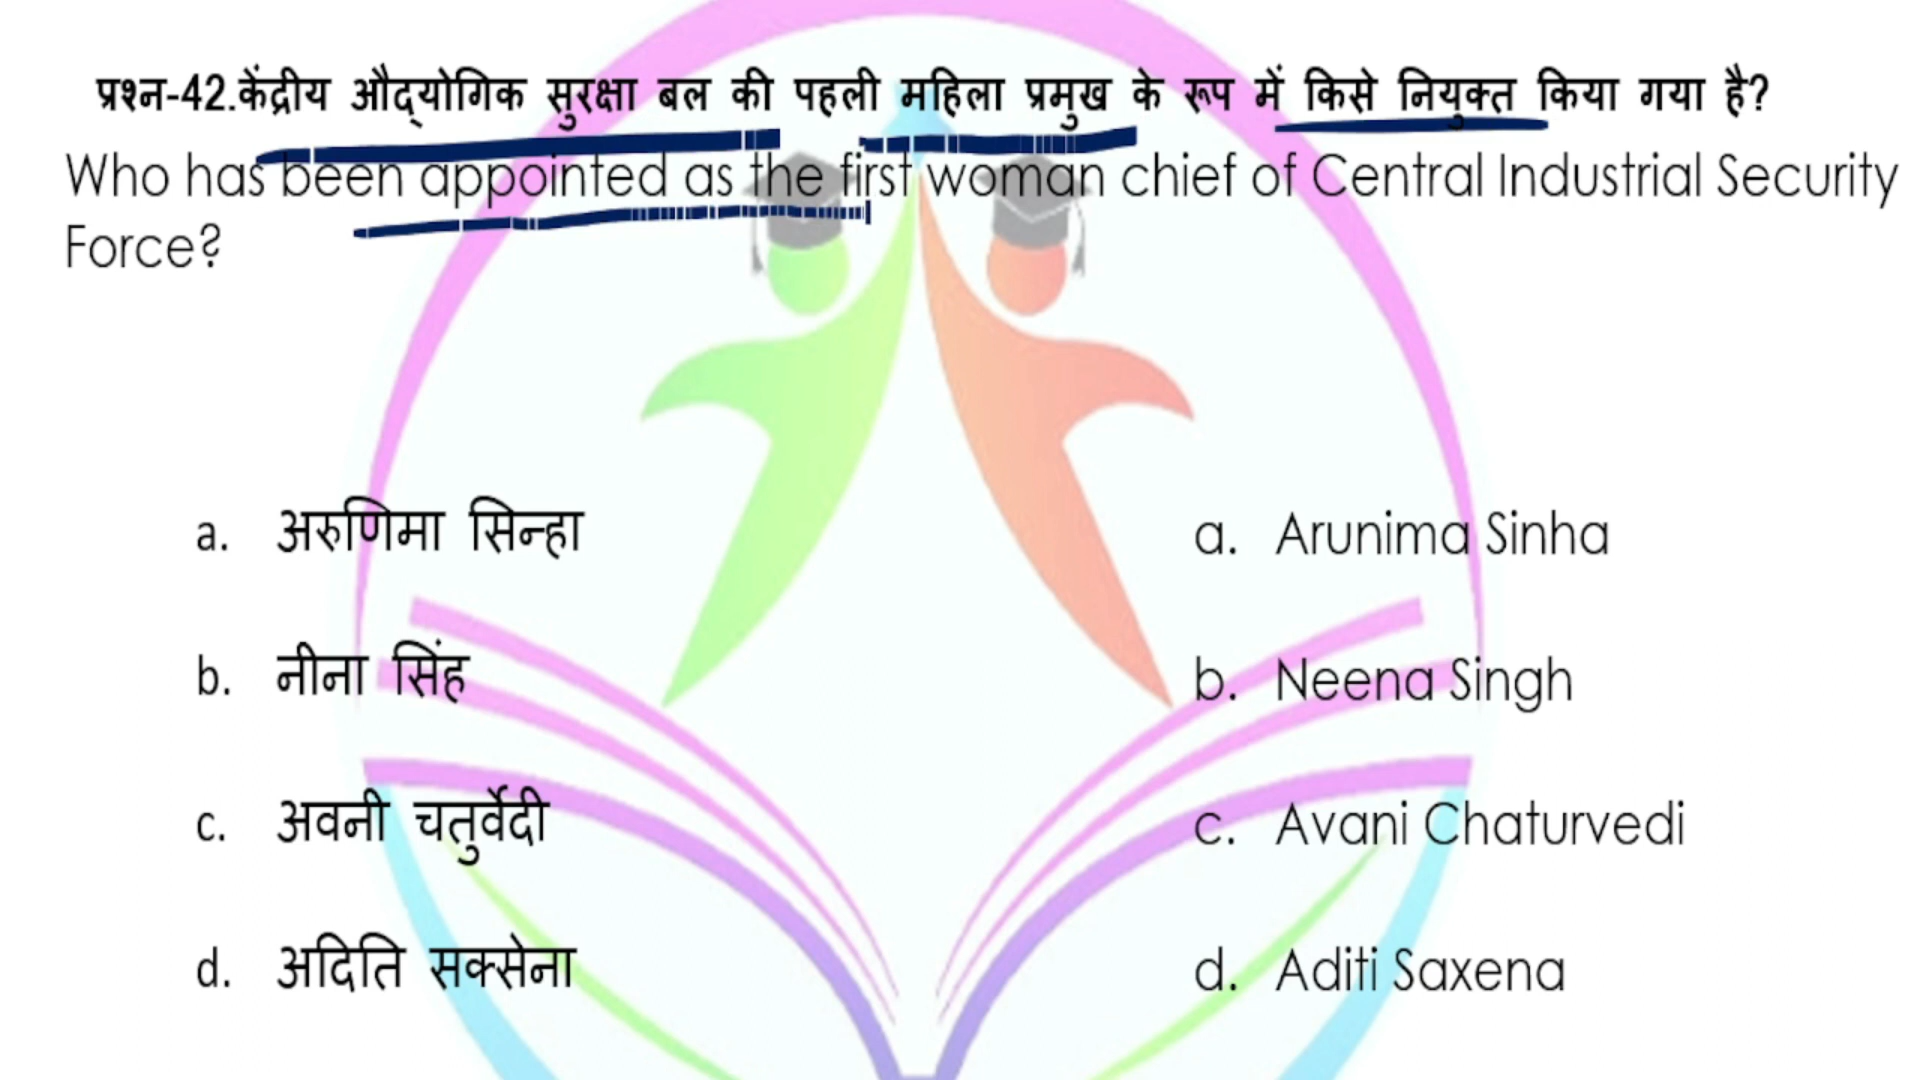 प्रश्न-42.केंद्रीय औद्योगिक सुरक्षा बल की पहली महिला प्रमुख के रूप में किसे नियुक्त किया गया है?
Who has been appointed as the first woman chief of Central Industrial Security
Force?
a. अरुणिमा सिन्हा
b. नीना सिंह
c. अवनी चतुर्वेदी
d. अदिति सक्सेना
a. Arunima Sinha
b. Neena Singh
c. Avani Chaturvedi
d. Aditi Saxena